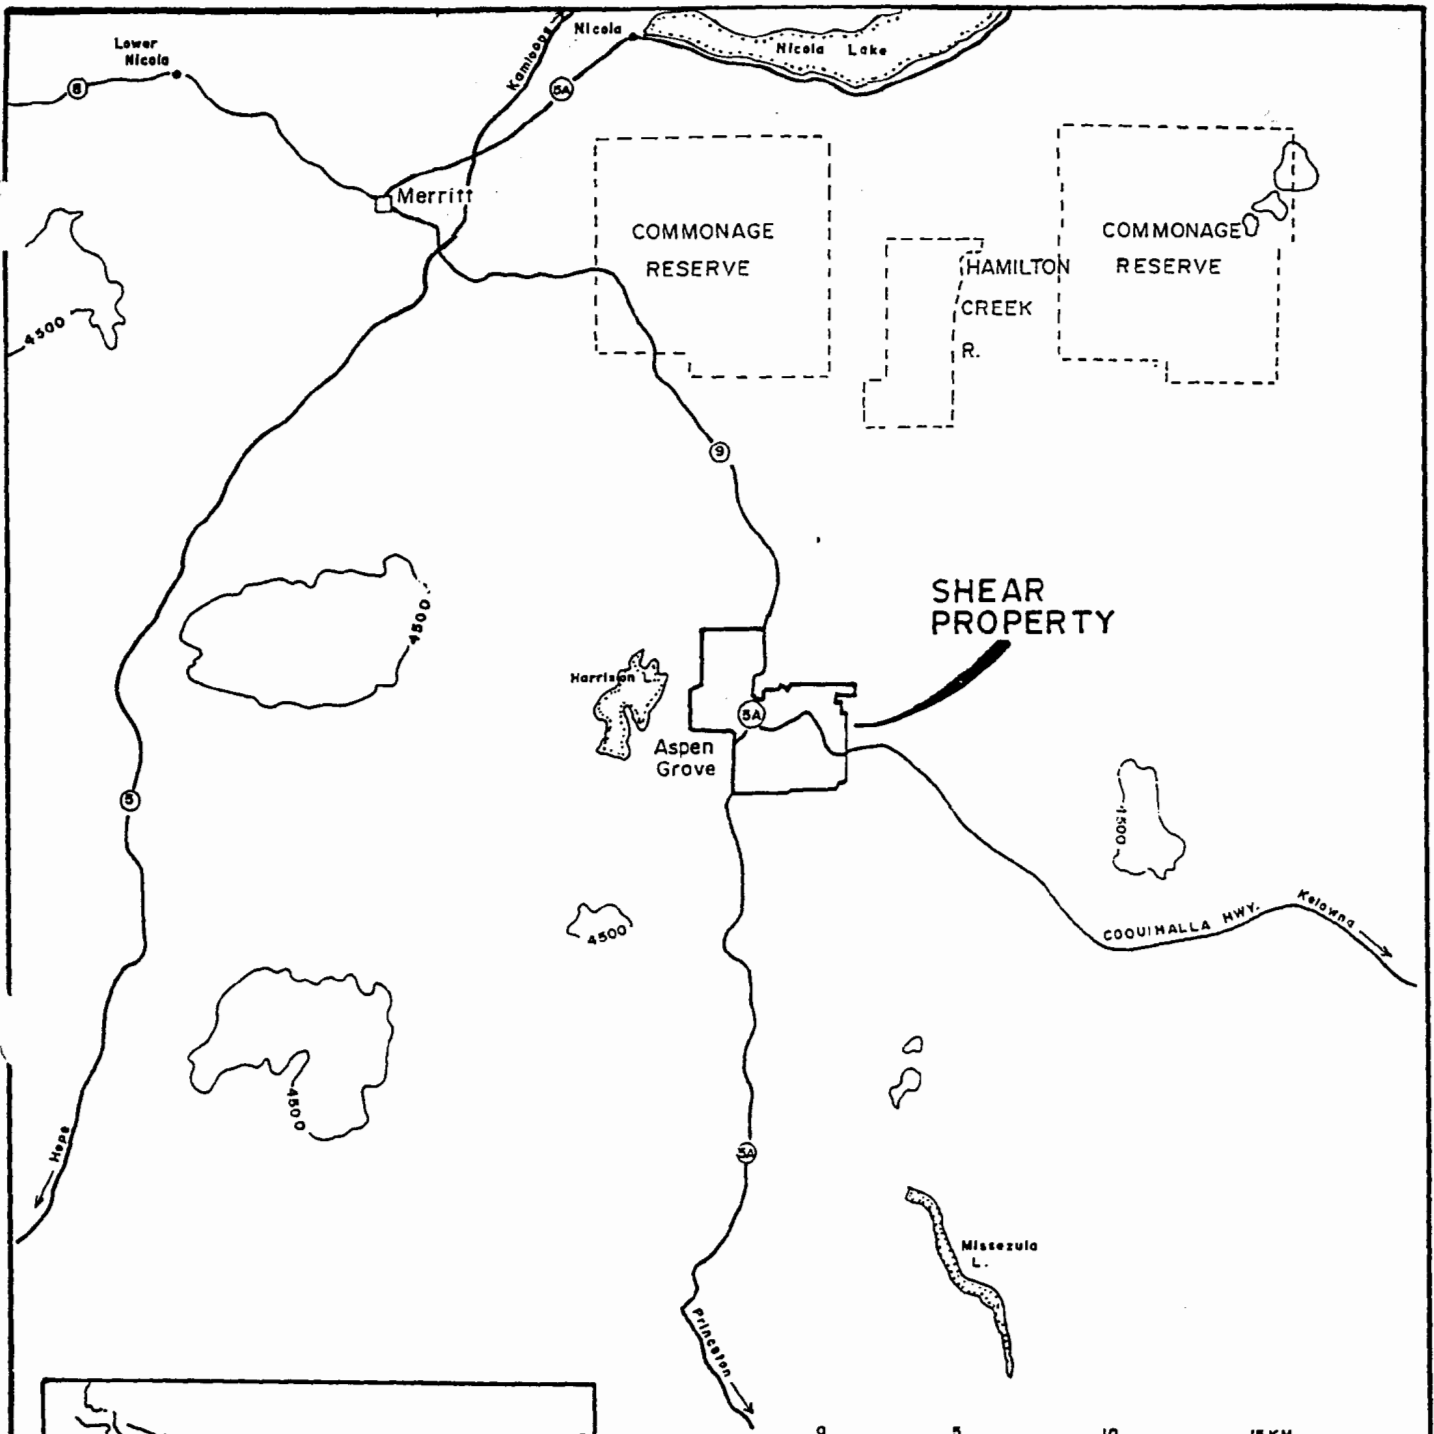 Lower
Nicola
Kamloops
Nicola
Nicola Lake
8
5A
Merritt
COMMONAGE
RESERVE
COMMONAGE
RESERVE
HAMILTON
CREEK
R.
4500
9
4500
SHEAR
PROPERTY
Harrison L.
5A
Aspen
Grove
5
4500
4500
COQUIHALLA HWY.
Kelowna
4500
Hope
5A
Missezula
L.
Princeton
0 5 10 15 KM